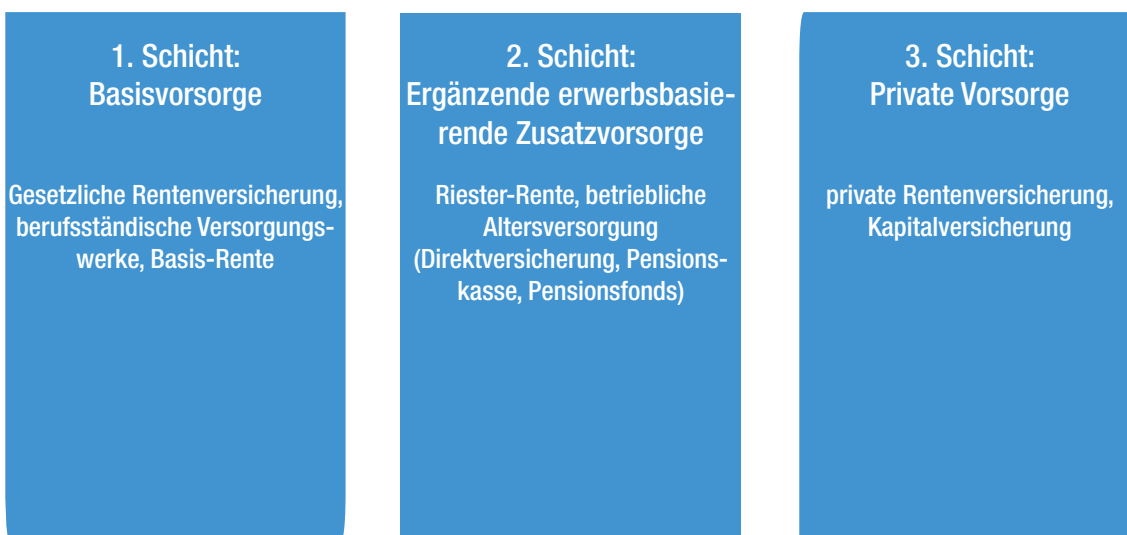 1. Schicht:
Basisvorsorge
Gesetzliche Rentenversicherung,
berufsständische Versorgungs-
werke, Basis-Rente
2. Schicht:
Ergänzende erwerbsbasie-
rende Zusatzvorsorge
Riester-Rente, betriebliche
Altersversorgung
(Direktversicherung, Pensions-
kasse, Pensionsfonds)
3. Schicht:
Private Vorsorge
private Rentenversicherung,
Kapitalversicherung